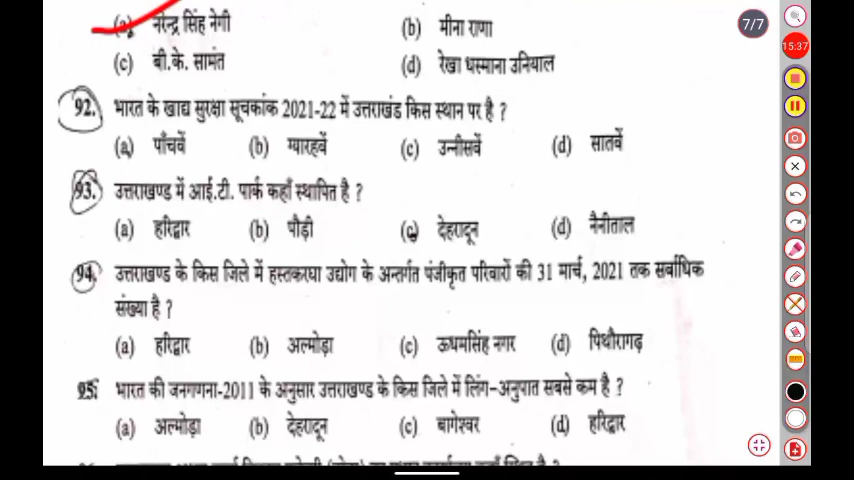 (a) नरेन्द्र सिंह नेगी (b) मीना राणा
(c) बी.के. सामंत (d) रेखा धस्माना उनियाल
92. भारत के खाद्य सुरक्षा सूचकांक 2021-22 में उत्तराखंड किस स्थान पर है ?
(a) पाँचवें (b) ग्यारहवें (c) उन्नीसवें (d) सातवें
93. उत्तराखण्ड में आई.टी. पार्क कहाँ स्थापित है ?
(a) हरिद्वार (b) पौड़ी (c) देहरादून (d) नैनीताल
94. उत्तराखण्ड के किस जिले में हस्तकरघा उद्योग के अन्तर्गत पंजीकृत परिवारों की 31 मार्च, 2021 तक सर्वाधिक
संख्या है ?
(a) हरिद्वार (b) अल्मोड़ा (c) ऊधमसिंह नगर (d) पिथौरागढ़
95. भारत की जनगणना-2011 के अनुसार उत्तराखण्ड के किस जिले में लिंग-अनुपात सबसे कम है ?
(a) अल्मोड़ा (b) देहरादून (c) बागेश्वर (d) हरिद्वार
7/7
15:37